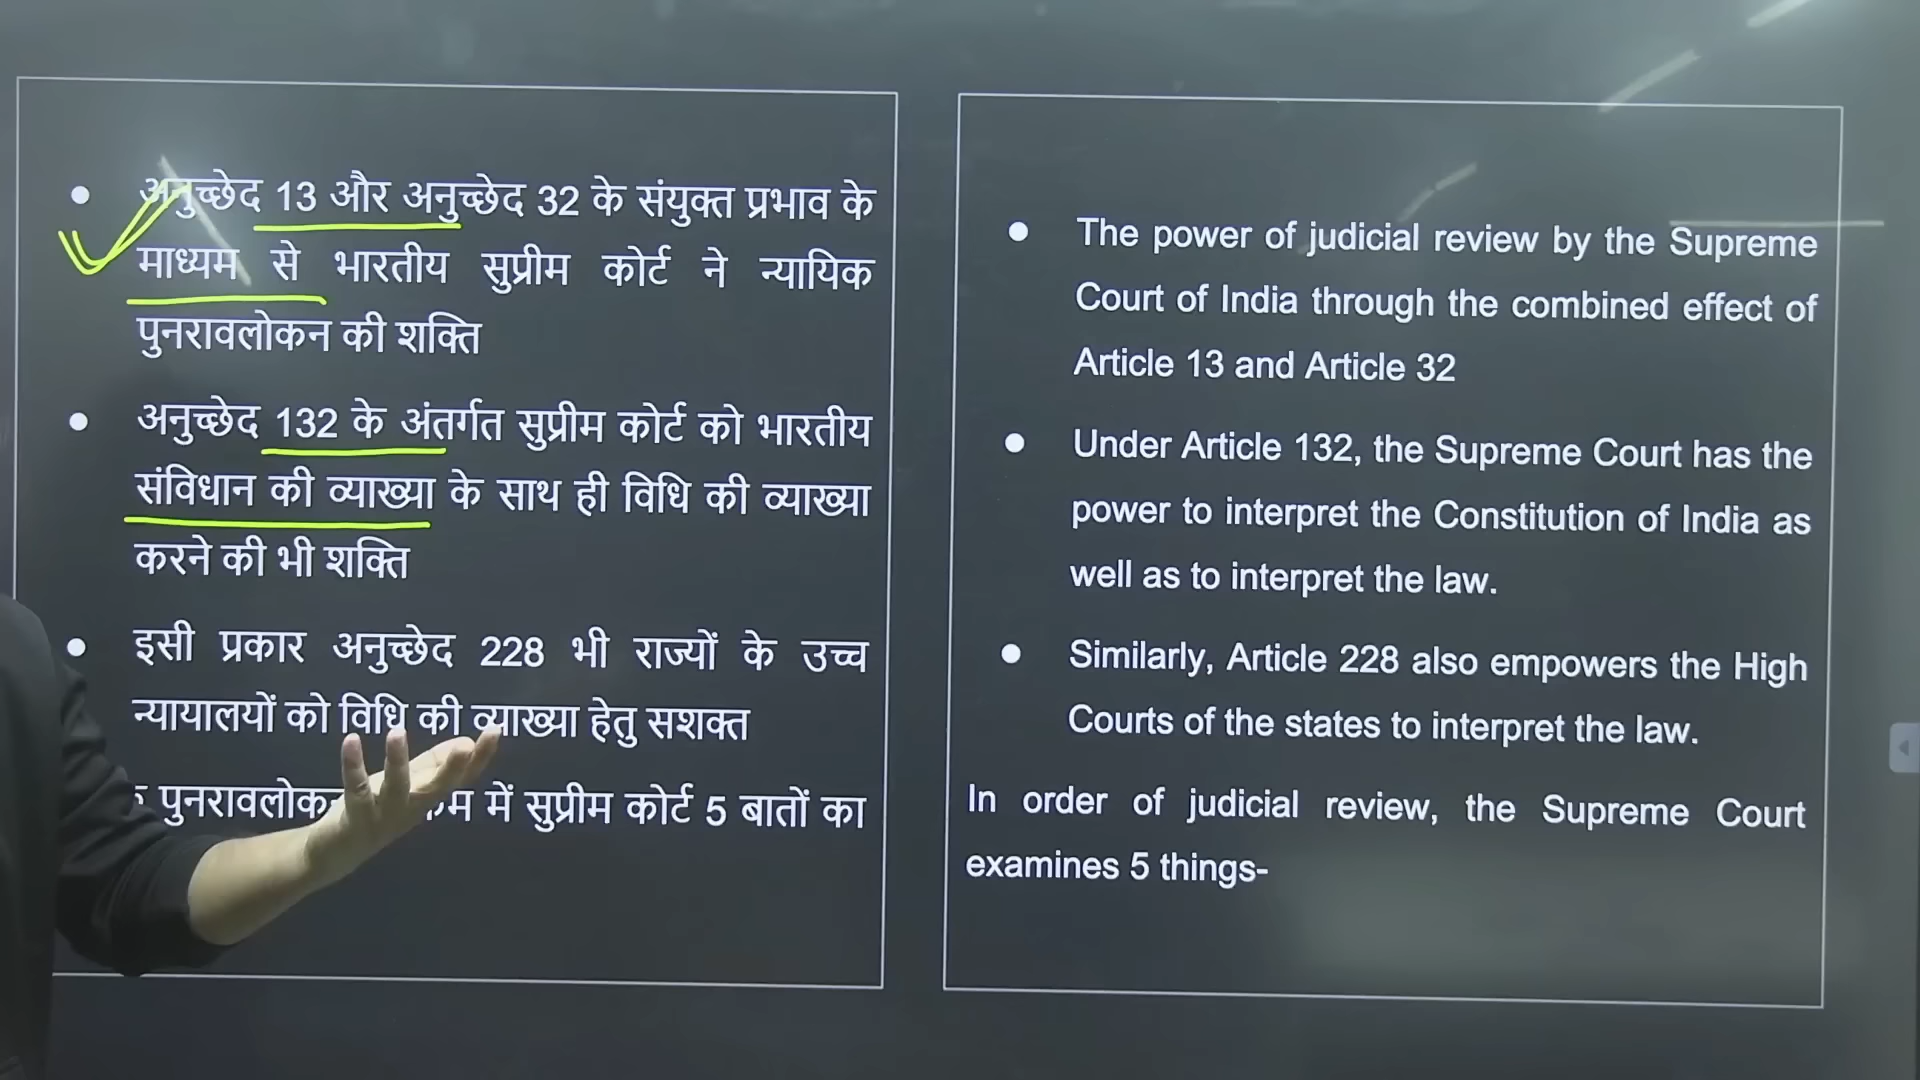 अनुच्छेद 13 और अनुच्छेद 32 के संयुक्त प्रभाव के
माध्यम से भारतीय सुप्रीम कोर्ट ने न्यायिक
पुनरावलोकन की शक्ति
अनुच्छेद 132 के अंतर्गत सुप्रीम कोर्ट को भारतीय
संविधान की व्याख्या के साथ ही विधि की व्याख्या
करने की भी शक्ति
इसी प्रकार अनुच्छेद 228 भी राज्यों के उच्च
न्यायालयों को विधि की व्याख्या हेतु सशक्त
में सुप्रीम कोर्ट 5 बातों का
The power of judicial review by the Supreme
Court of India through the combined effect of
Article 13 and Article 32
Under Article 132, the Supreme Court has the
power to interpret the Constitution of India as
well as to interpret the law.
Similarly, Article 228 also empowers the High
Courts of the states to interpret the law.
In order of judicial review, the Supreme Court
examines 5 things-